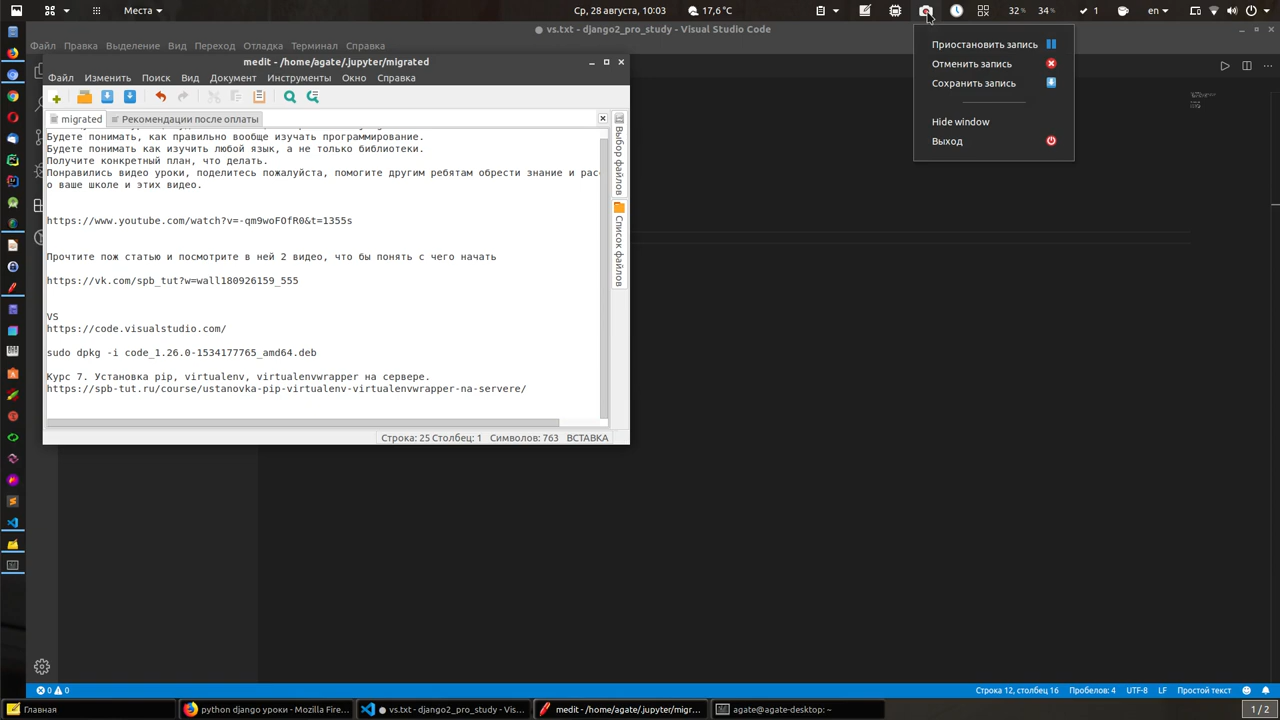 Места
Ср, 28 августа, 10:03
17,6 °C
32 %
34 %
1
en
vs.txt - django2_pro_study - Visual Studio Code
Файл Правка Выделение Вид Переход Отладка Терминал Справка
Приостановить запись
Отменить запись
Сохранить запись
Hide window
Выход
medit - /home/agate/.jupyter/migrated
Файл Изменить Поиск Вид Документ Инструменты Окно Справка
migrated
Рекомендации после оплаты
Будете понимать, как правильно вообще изучать программирование.
Будете понимать как изучить любой язык, а не только библиотеки.
Получите конкретный план, что делать.
Понравились видео уроки, поделитесь пожалуйста, помогите другим ребятам обрести знание и рас
о ваше школе и этих видео.
https://www.youtube.com/watch?v=-qm9woFOfR0&t=1355s
Прочтите пож статью и посмотрите в ней 2 видео, что бы понять с чего начать
https://vk.com/spb_tut?w=wall180926159_555
VS
https://code.visualstudio.com/
sudo dpkg -i code_1.26.0-1534177765_amd64.deb
Курс 7. Установка pip, virtualenv, virtualenvwrapper на сервере.
https://spb-tut.ru/course/ustanovka-pip-virtualenv-virtualenvwrapper-na-servere/
Выбор файлов
Список файлов
Строка: 25 Столбец: 1 Символов: 763 ВСТАВКА
0 0
Строка 12, столбец 16 Пробелов: 4 UTF-8 LF Простой текст
Главная
python django уроки - Mozilla Fire...
vs.txt - django2_pro_study - Vis...
medit - /home/agate/.jupyter/migr...
agate@agate-desktop: ~
1 / 2